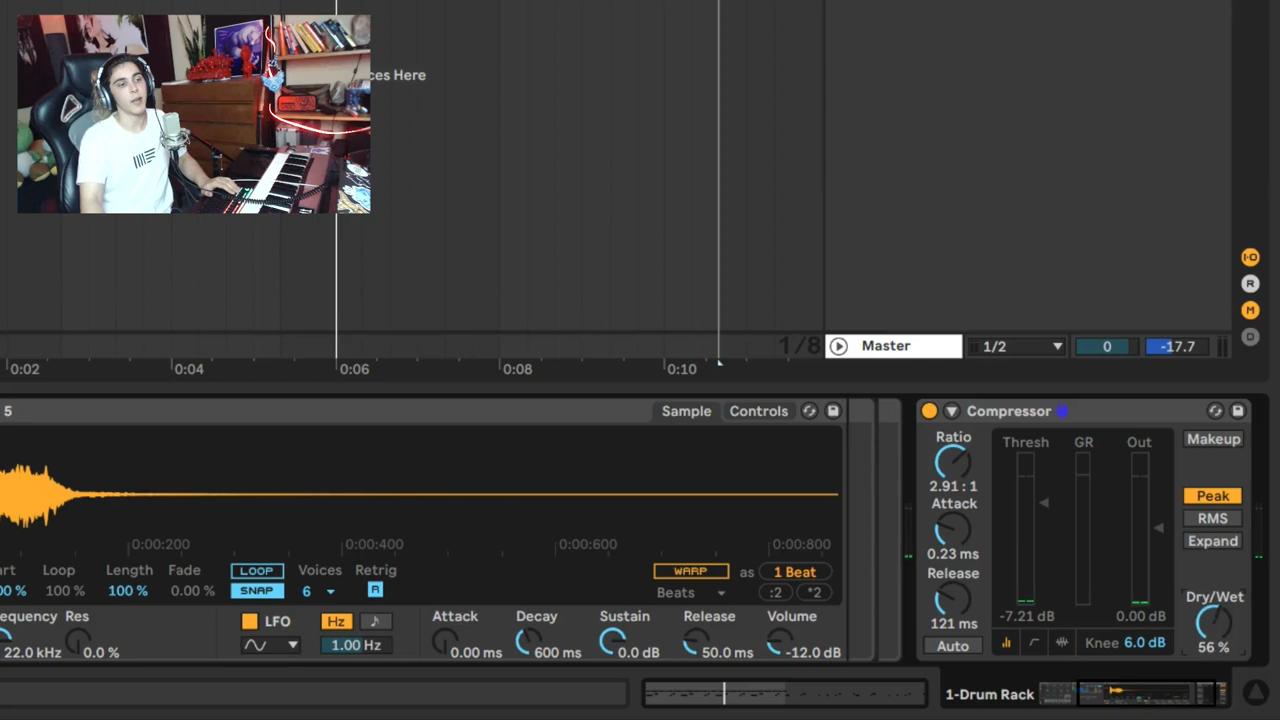 ces Here
I·O
R
M
D
1/8
Master
1/2
0
-17.7
0:02
0:04
0:06
0:08
0:10
5
Sample
Controls
Compressor
Ratio
Thresh
GR
Out
Makeup
2.91 : 1
Attack
Peak
RMS
0.23 ms
Expand
Release
0:00:200
0:00:400
0:00:600
0:00:800
art
Loop
Length
Fade
LOOP
Voices
Retrig
WARP
as
1 Beat
00 %
100 %
100 %
0.00 %
SNAP
6
R
Beats
:2
*2
Dry/Wet
121 ms
-7.21 dB
0.00 dB
equency
Res
LFO
Hz
Attack
Decay
Sustain
Release
Volume
22.0 kHz
0.0 %
1.00 Hz
0.00 ms
600 ms
0.0 dB
50.0 ms
-12.0 dB
Auto
Knee
6.0 dB
56 %
1-Drum Rack